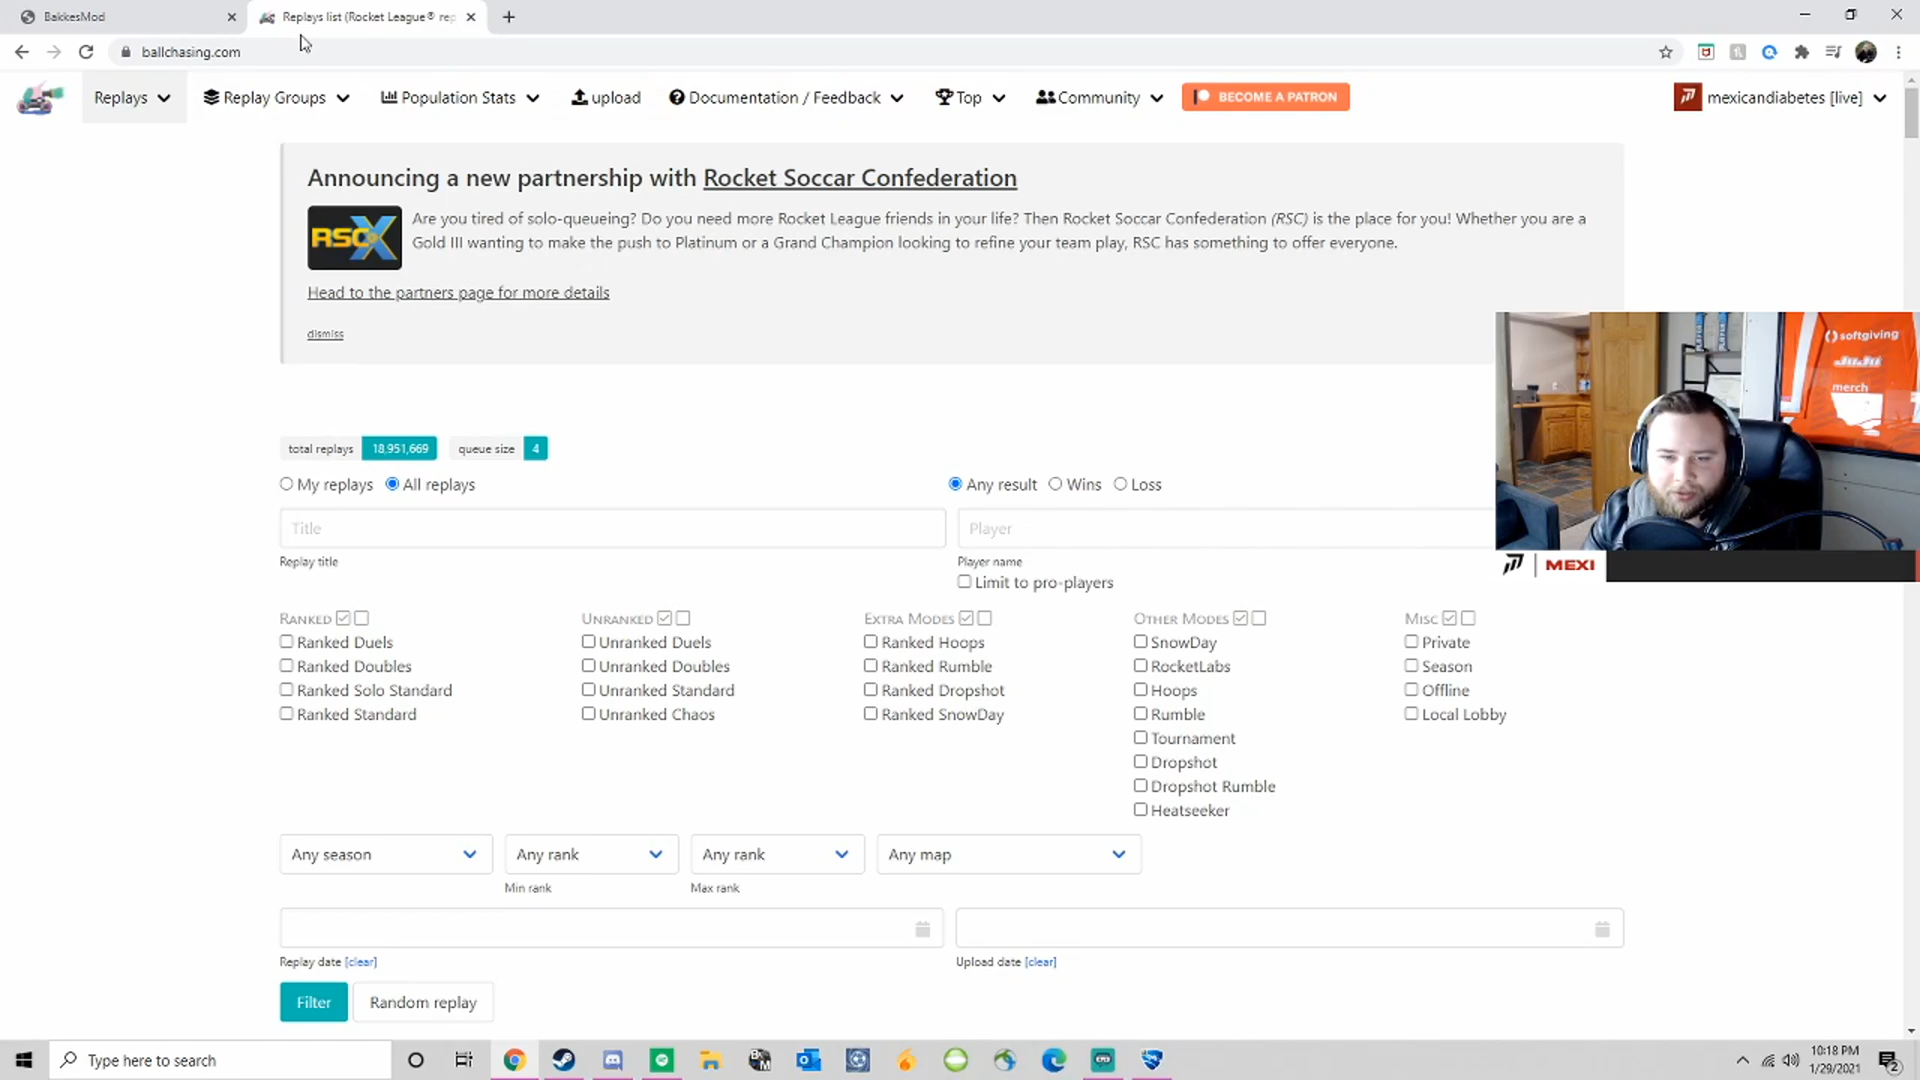 BakkesMod
Replays list (Rocket League® rep
ballchasing.com
Replays
Replay Groups
Population Stats
upload
Documentation / Feedback
Top
Community
BECOME A PATRON
mexicandiabetes [live]
Announcing a new partnership with Rocket Soccar Confederation
RSC X
Are you tired of solo-queueing? Do you need more Rocket League friends in your life? Then Rocket Soccar Confederation (RSC) is the place for you! Whether you are a
Gold III wanting to make the push to Platinum or a Grand Champion looking to refine your team play, RSC has something to offer everyone.
Head to the partners page for more details
dismiss
softgiving
JuJu
merch
total replays 18,951,669 queue size 4
My replays All replays
Any result Wins Loss
Title
Player
Replay title
Player name
Limit to pro-players
MEXI
RANKED
Ranked Duels
Ranked Doubles
Ranked Solo Standard
Ranked Standard
UNRANKED
Unranked Duels
Unranked Doubles
Unranked Standard
Unranked Chaos
EXTRA MODES
Ranked Hoops
Ranked Rumble
Ranked Dropshot
Ranked SnowDay
OTHER MODES
SnowDay
RocketLabs
Hoops
Rumble
Tournament
Dropshot
Dropshot Rumble
Heatseeker
MISC
Private
Season
Offline
Local Lobby
Any season
Any rank
Any rank
Any map
Min rank
Max rank
Replay date [clear]
Upload date [clear]
Filter
Random replay
Type here to search
10:18 PM
1/29/2021
2